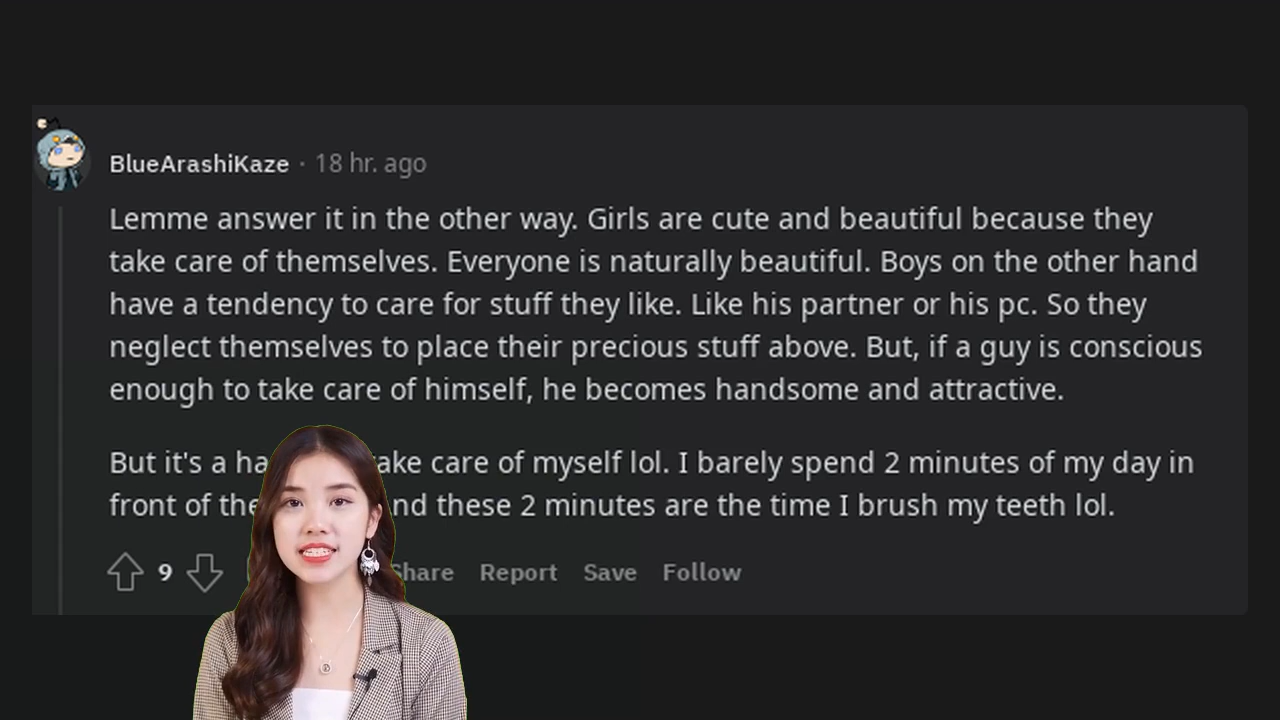 BlueArashiKaze · 18 hr. ago
Lemme answer it in the other way. Girls are cute and beautiful because they
take care of themselves. Everyone is naturally beautiful. Boys on the other hand
have a tendency to care for stuff they like. Like his partner or his pc. So they
neglect themselves to place their precious stuff above. But, if a guy is conscious
enough to take care of himself, he becomes handsome and attractive.
But it's a care of myself lol. I barely spend 2 minutes of my day in
front of these 2 minutes are the time I brush my teeth lol.
9 Share Report Save Follow